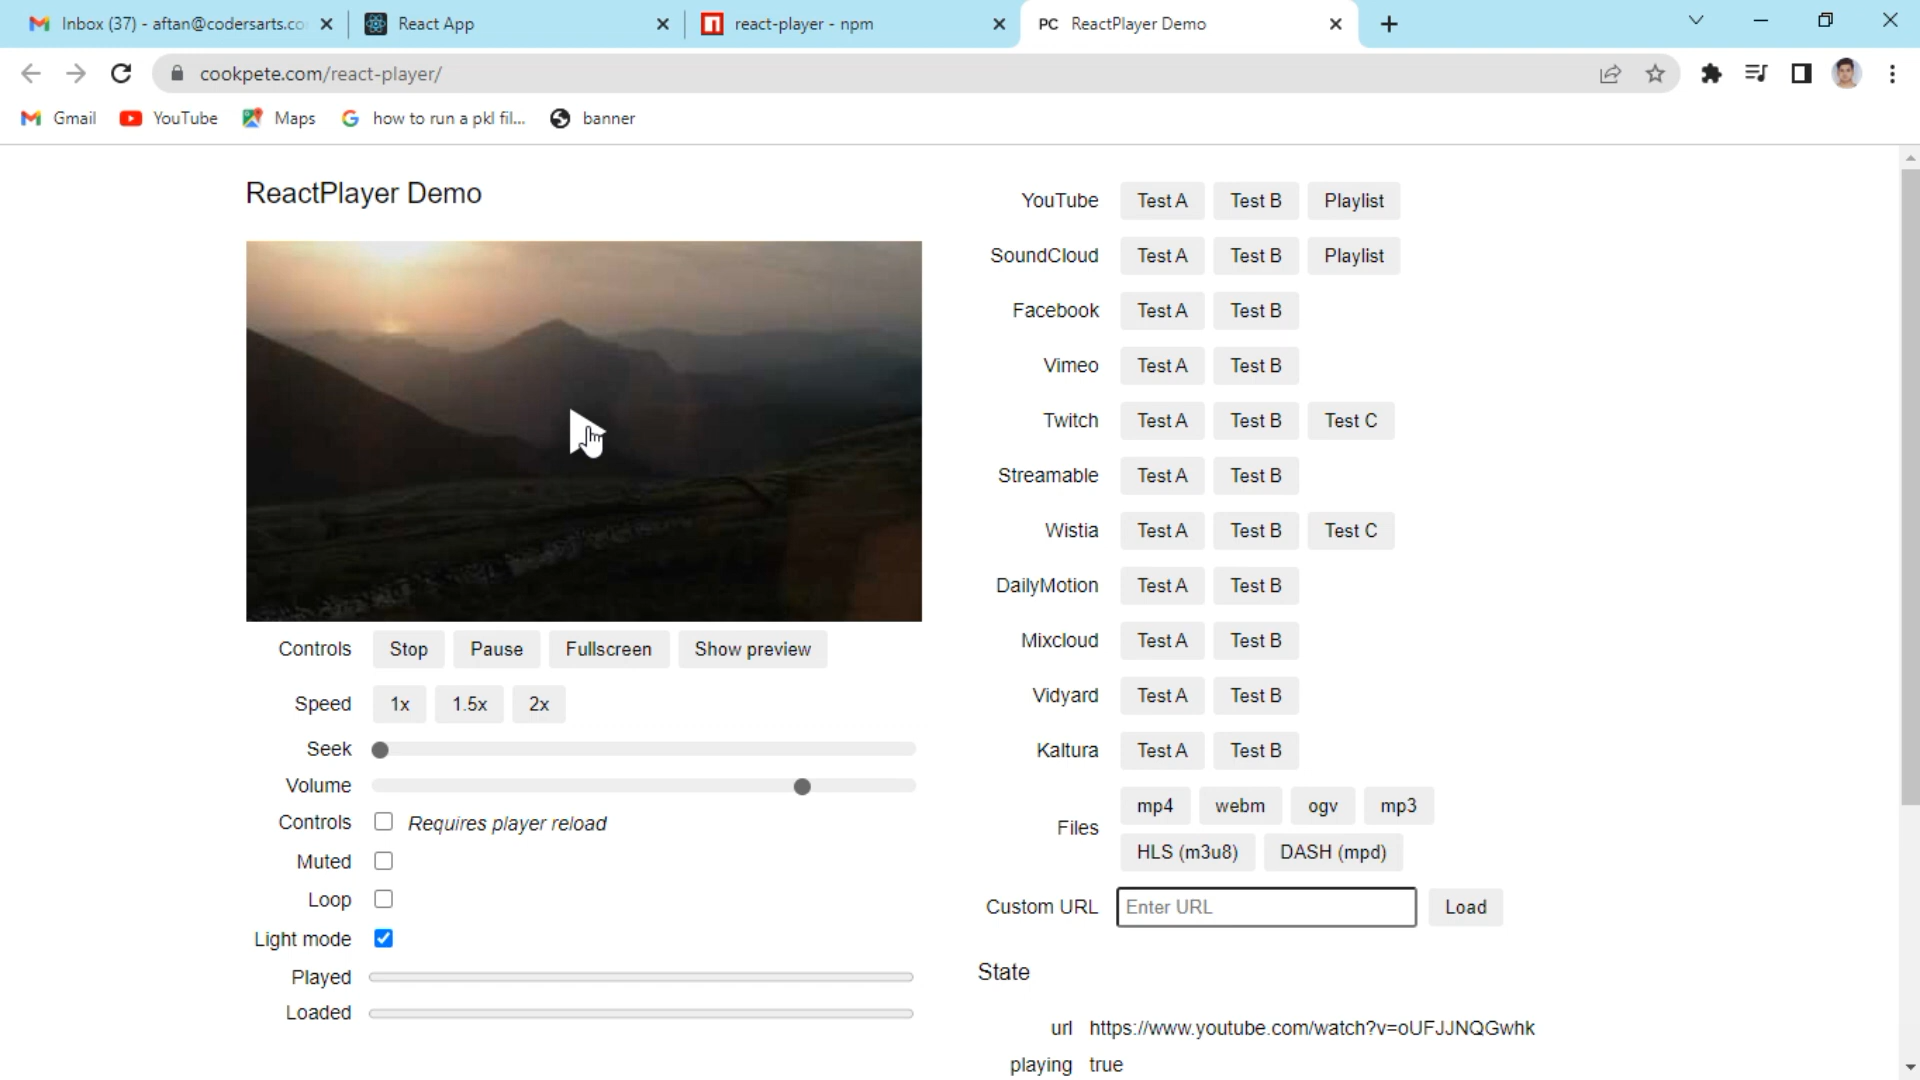 Inbox (37) - aftan@codersarts.co
React App
react-player - npm
PC ReactPlayer Demo
cookpete.com/react-player/
Gmail
YouTube
Maps
how to run a pkl fil...
banner
ReactPlayer Demo
Controls Stop Pause Fullscreen Show preview
Speed 1x 1.5x 2x
Seek
Volume
Controls Requires player reload
Muted
Loop
Light mode
Played
Loaded
YouTube Test A Test B Playlist
SoundCloud Test A Test B Playlist
Facebook Test A Test B
Vimeo Test A Test B
Twitch Test A Test B Test C
Streamable Test A Test B
Wistia Test A Test B Test C
DailyMotion Test A Test B
Mixcloud Test A Test B
Vidyard Test A Test B
Kaltura Test A Test B
Files mp4 webm ogv mp3
HLS (m3u8) DASH (mpd)
Custom URL Enter URL Load
State
url https://www.youtube.com/watch?v=oUFJJNQGwhk
playing true